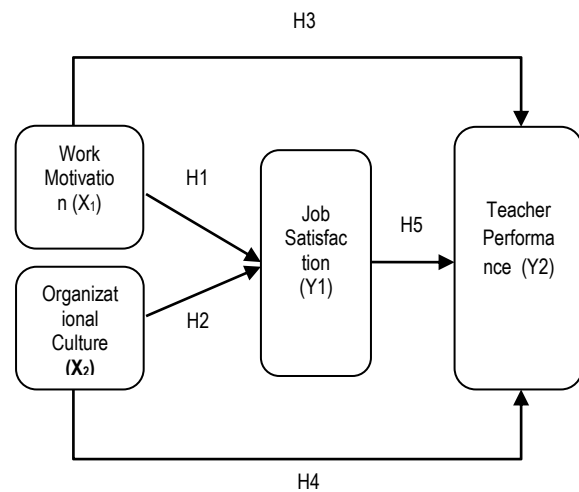 H3
Work
Motivatio
n (X₁)
H1
Job
Satisfac
tion
(Y1)
H5
Teacher
Performa
nce (Y2)
Organizat
ional
Culture
(X₂)
H2
H4